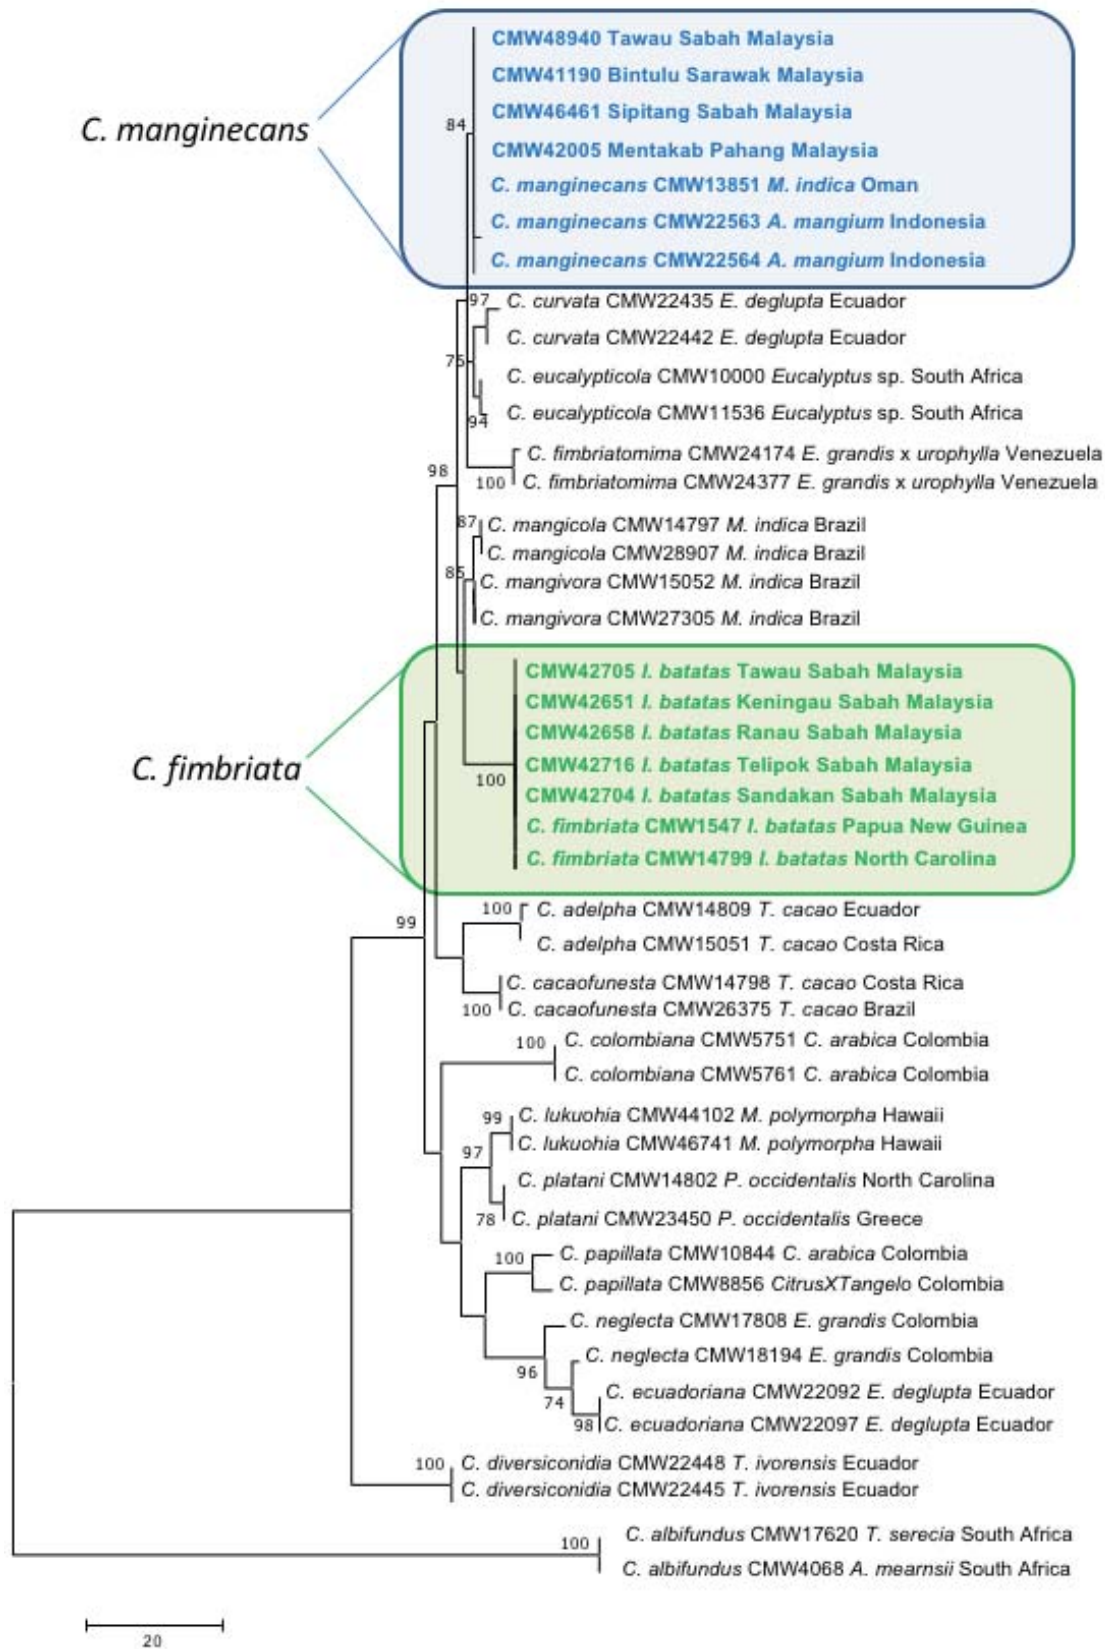 CMW48940 Tawau Sabah Malaysia
CMW41190 Bintulu Sarawak Malaysia
CMW46461 Sipitang Sabah Malaysia
C. manginecans
84
CMW42005 Mentakab Pahang Malaysia
C. manginecans CMW13851 M. indica Oman
C. manginecans CMW22563 A. mangium Indonesia
C. manginecans CMW22564 A. mangium Indonesia
97
C. curvata CMW22435 E. deglupta Ecuador
C. curvata CMW22442 E. deglupta Ecuador
75
C. eucalypticola CMW10000 Eucalyptus sp. South Africa
C. eucalypticola CMW11536 Eucalyptus sp. South Africa
94
C. fimbriatomima CMW24174 E. grandis x urophylla Venezuela
98
100
C. fimbriatomima CMW24377 E. grandis x urophylla Venezuela
87
C. mangicola CMW14797 M. indica Brazil
C. mangicola CMW28907 M. indica Brazil
85
C. mangivora CMW15052 M. indica Brazil
C. mangivora CMW27305 M. indica Brazil
CMW42705 I. batatas Tawau Sabah Malaysia
CMW42651 I. batatas Keningau Sabah Malaysia
CMW42658 I. batatas Ranau Sabah Malaysia
C. fimbriata
CMW42716 I. batatas Telipok Sabah Malaysia
100
CMW42704 I. batatas Sandakan Sabah Malaysia
C. fimbriata CMW1547 I. batatas Papua New Guinea
C. fimbriata CMW14799 I. batatas North Carolina
100
C. adelpha CMW14809 T. cacao Ecuador
99
C. adelpha CMW15051 T. cacao Costa Rica
C. cacaofunesta CMW14798 T. cacao Costa Rica
100
C. cacaofunesta CMW26375 T. cacao Brazil
100
C. colombiana CMW5751 C. arabica Colombia
C. colombiana CMW5761 C. arabica Colombia
99
C. lukuohia CMW44102 M. polymorpha Hawaii
C. lukuohia CMW46741 M. polymorpha Hawaii
97
C. platani CMW14802 P. occidentalis North Carolina
78
C. platani CMW23450 P. occidentalis Greece
100
C. papillata CMW10844 C. arabica Colombia
C. papillata CMW8856 CitrusXTangelo Colombia
C. neglecta CMW17808 E. grandis Colombia
C. neglecta CMW18194 E. grandis Colombia
96
C. ecuadoriana CMW22092 E. deglupta Ecuador
74
98
C. ecuadoriana CMW22097 E. deglupta Ecuador
100
C. diversiconidia CMW22448 T. ivorensis Ecuador
C. diversiconidia CMW22445 T. ivorensis Ecuador
100
C. albifundus CMW17620 T. serecia South Africa
C. albifundus CMW4068 A. mearnsii South Africa
20